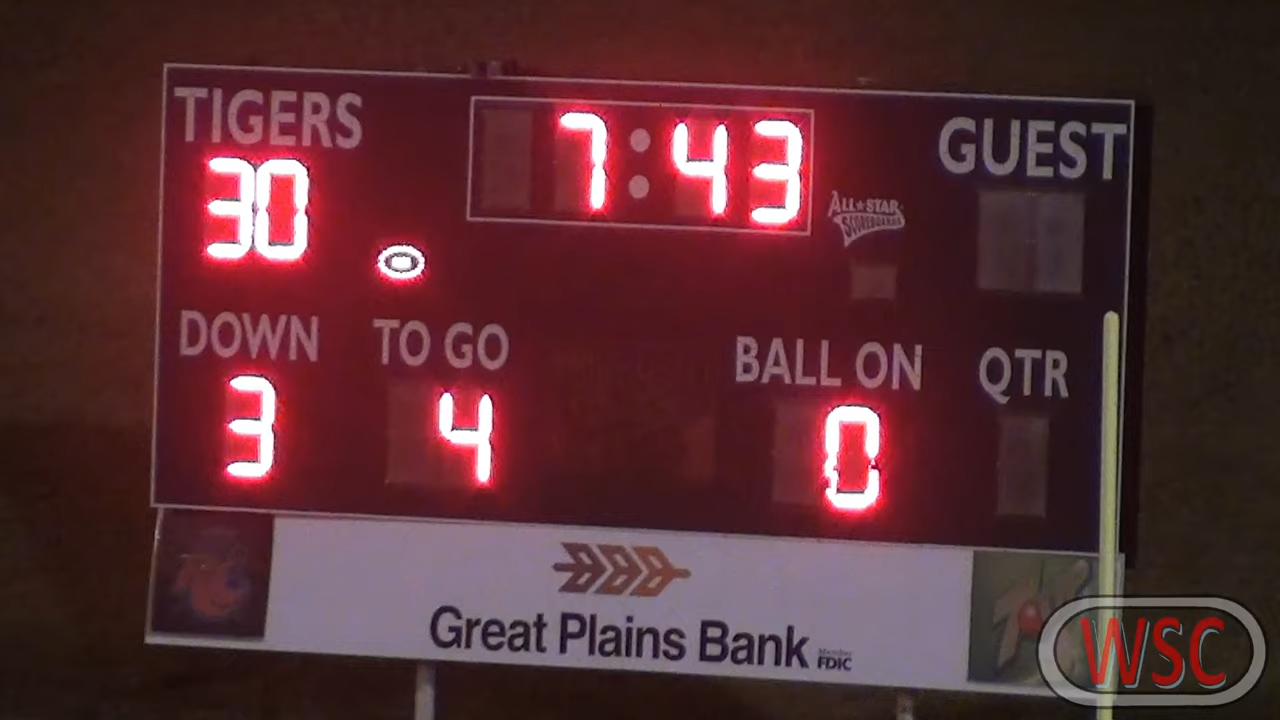 TIGERS
7:43
GUEST
30
ALL★STAR
SCOREBOARDS
DOWN
TO GO
BALL ON
QTR
3
4
0
Great Plains Bank
Member
FDIC
WSC